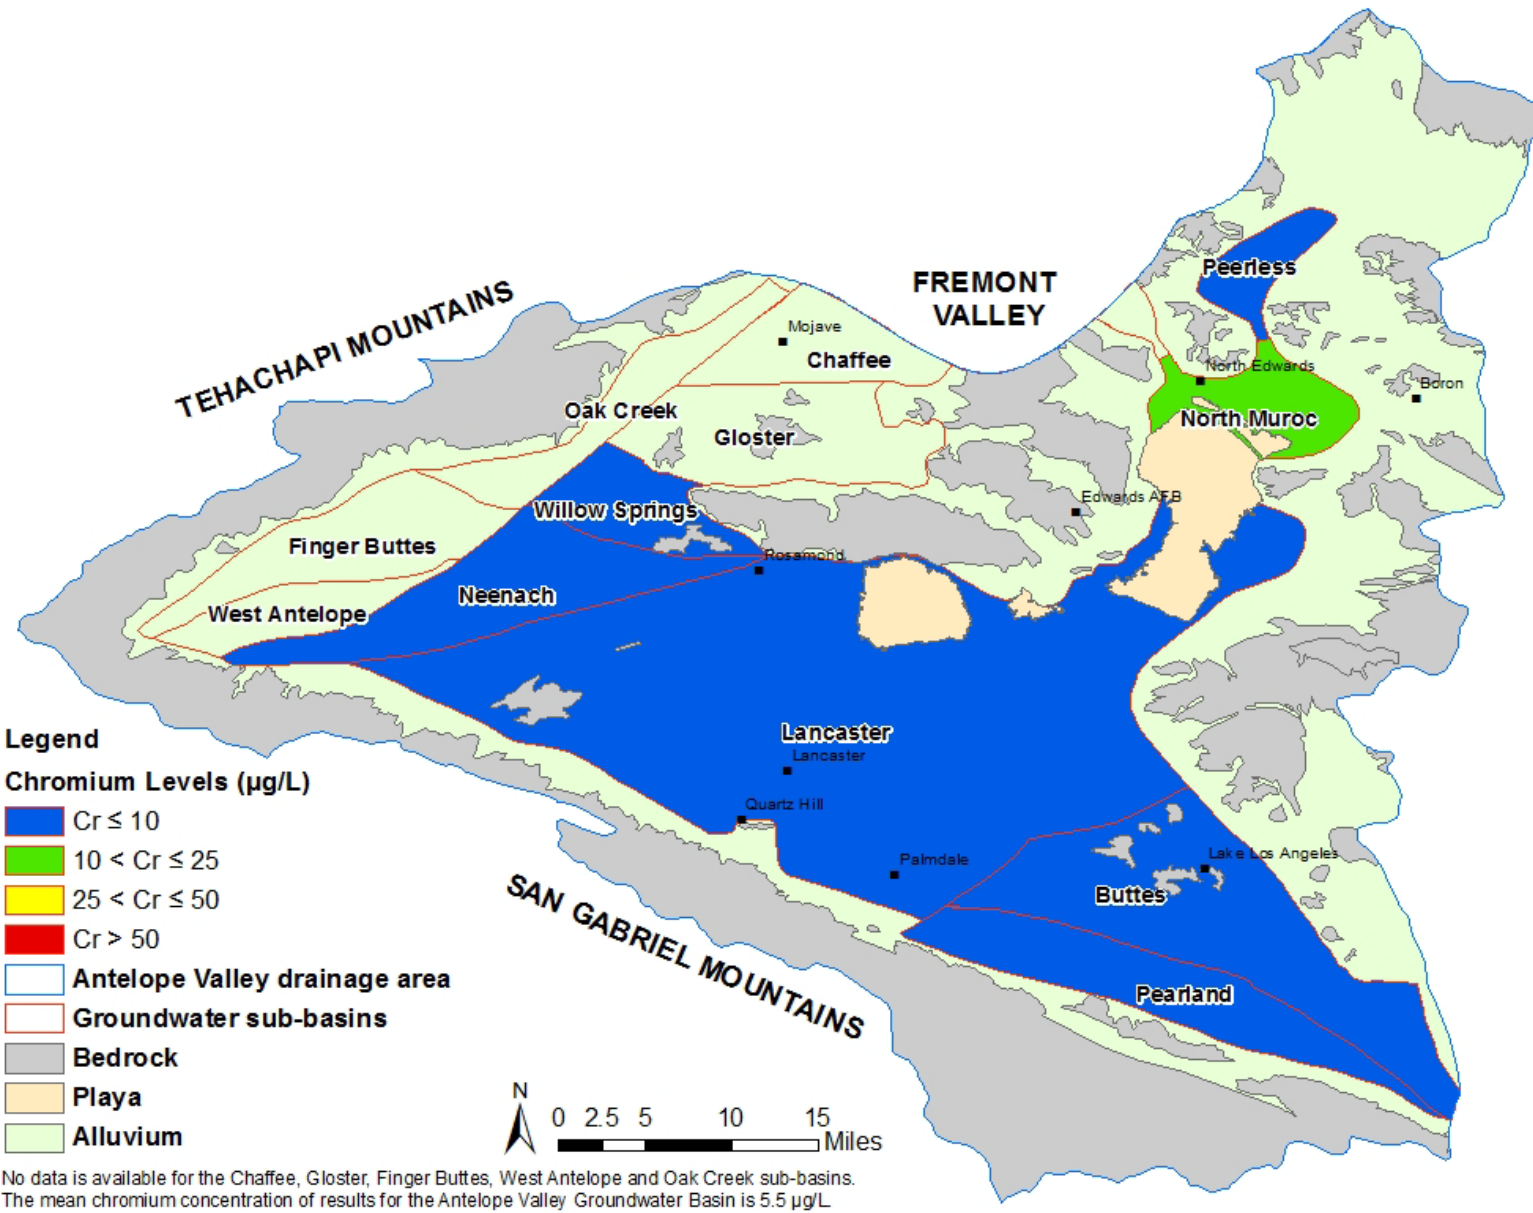 FREMONT
VALLEY
TEHACHAPI MOUNTAINS
Peerless
Mojave
Chaffee
North Edwards
Boron
Oak Creek
North Muroc
Gloster
Edwards AFB
Willow Springs
Finger Buttes
Rosamond
Neenach
West Antelope
Lancaster
Lancaster
Quartz Hill
Palmdale
Lake Los Angeles
Buttes
SAN GABRIEL MOUNTAINS
Pearland
Legend
Chromium Levels (µg/L)
Cr ≤ 10
10 < Cr ≤ 25
25 < Cr ≤ 50
Cr > 50
Antelope Valley drainage area
Groundwater sub-basins
Bedrock
Playa
Alluvium
N
0 2.5 5 10 15
Miles
No data is available for the Chaffee, Gloster, Finger Buttes, West Antelope and Oak Creek sub-basins.
The mean chromium concentration of results for the Antelope Valley Groundwater Basin is 5.5 µg/L